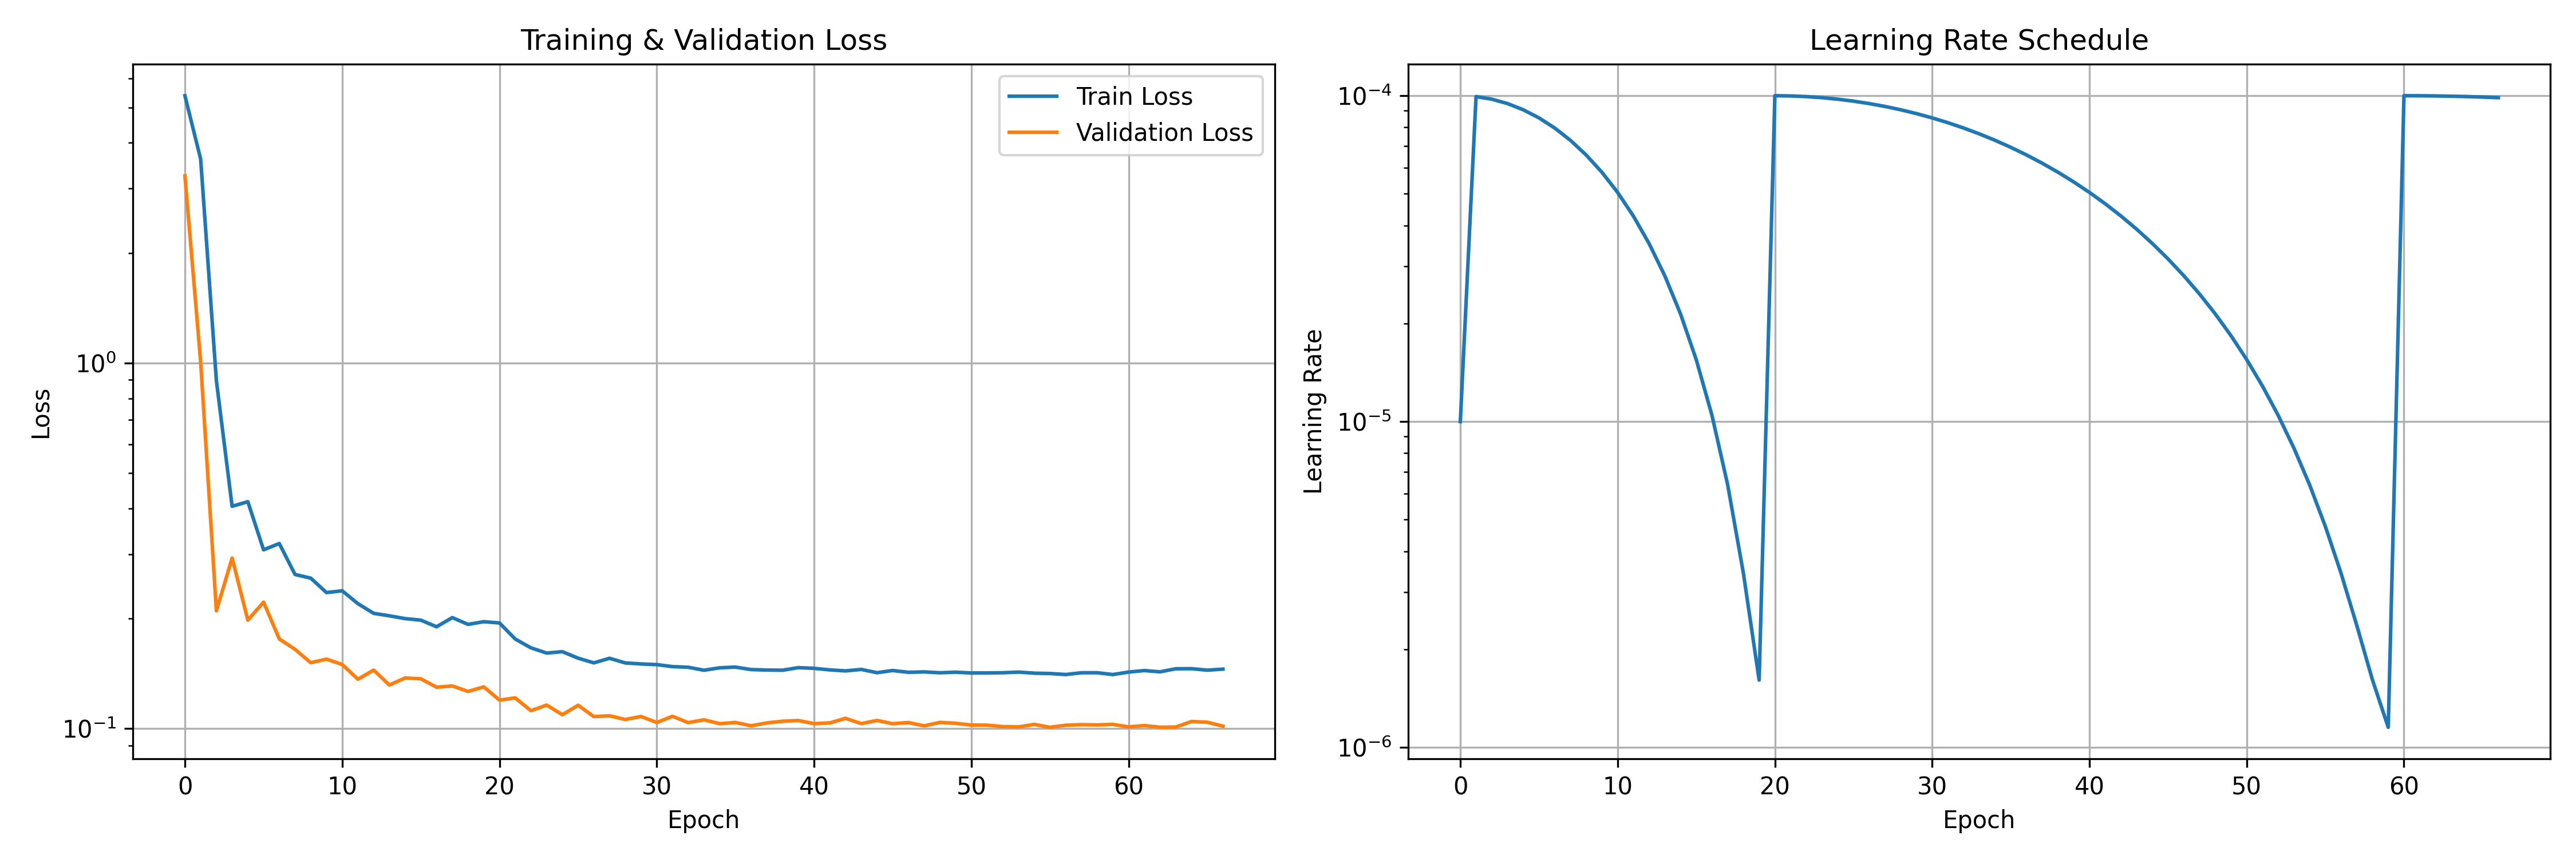 Training & Validation Loss
Train Loss
Validation Loss
10⁰
10⁻¹
Loss
0 10 20 30 40 50 60
Epoch
Learning Rate Schedule
10⁻⁴
10⁻⁵
10⁻⁶
Learning Rate
0 10 20 30 40 50 60
Epoch